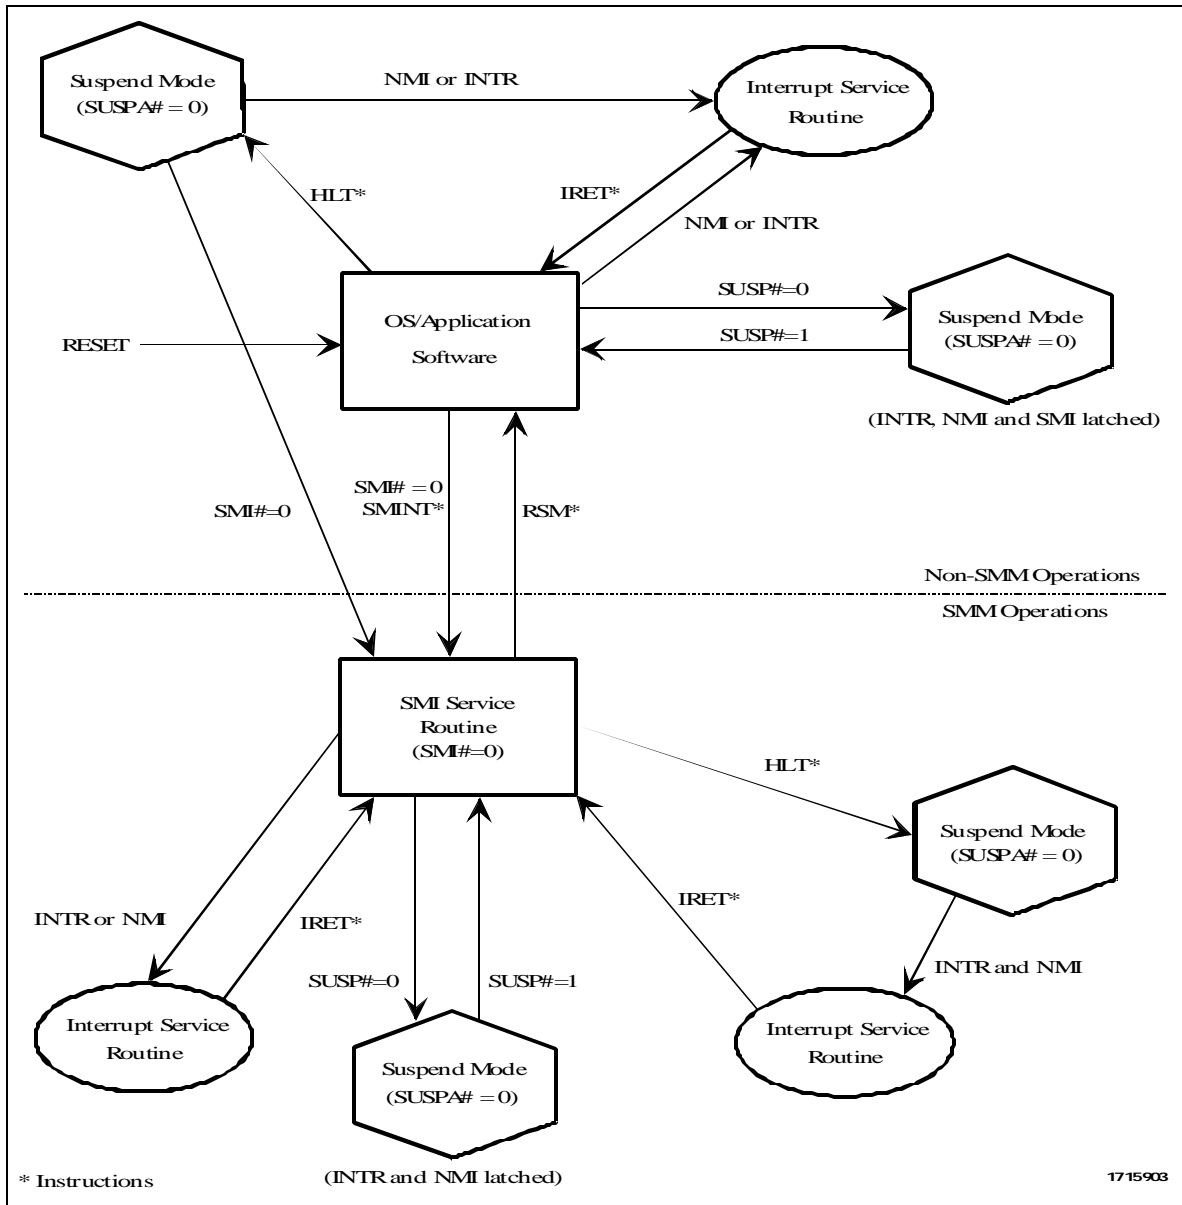 Suspend Mode
(SUSPA# = 0)
NMI or INTR
Interrupt Service
Routine
HLT*
IRET*
NMI or INTR
RESET
OS/Application
Software
SUSP#=0
SUSP#=1
Suspend Mode
(SUSPA# = 0)
(INTR, NMI and SMI latched)
SMI#=0
SMI# = 0
SMINT*
RSM*
Non-SMM Operations
SMM Operations
SMI Service
Routine
(SMI#=0)
HLT*
Suspend Mode
(SUSPA# = 0)
INTR or NMI
IRET*
IRET*
SUSP#=0
SUSP#=1
INTR and NMI
Interrupt Service
Routine
Suspend Mode
(SUSPA# = 0)
Interrupt Service
Routine
(INTR and NMI latched)
* Instructions
1715903